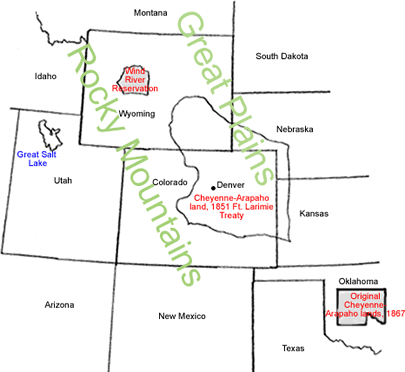 Montana
Great Plains
South Dakota
Idaho
Wind
River
Reservation
Rocky Mountains
Wyoming
Nebraska
Great Salt
Lake
Utah
Colorado
Denver
Cheyenne-Arapaho
land, 1851 Ft. Larimie
Treaty
Kansas
Oklahoma
Original
Cheyenne
Arapaho lands, 1867
Arizona
New Mexico
Texas